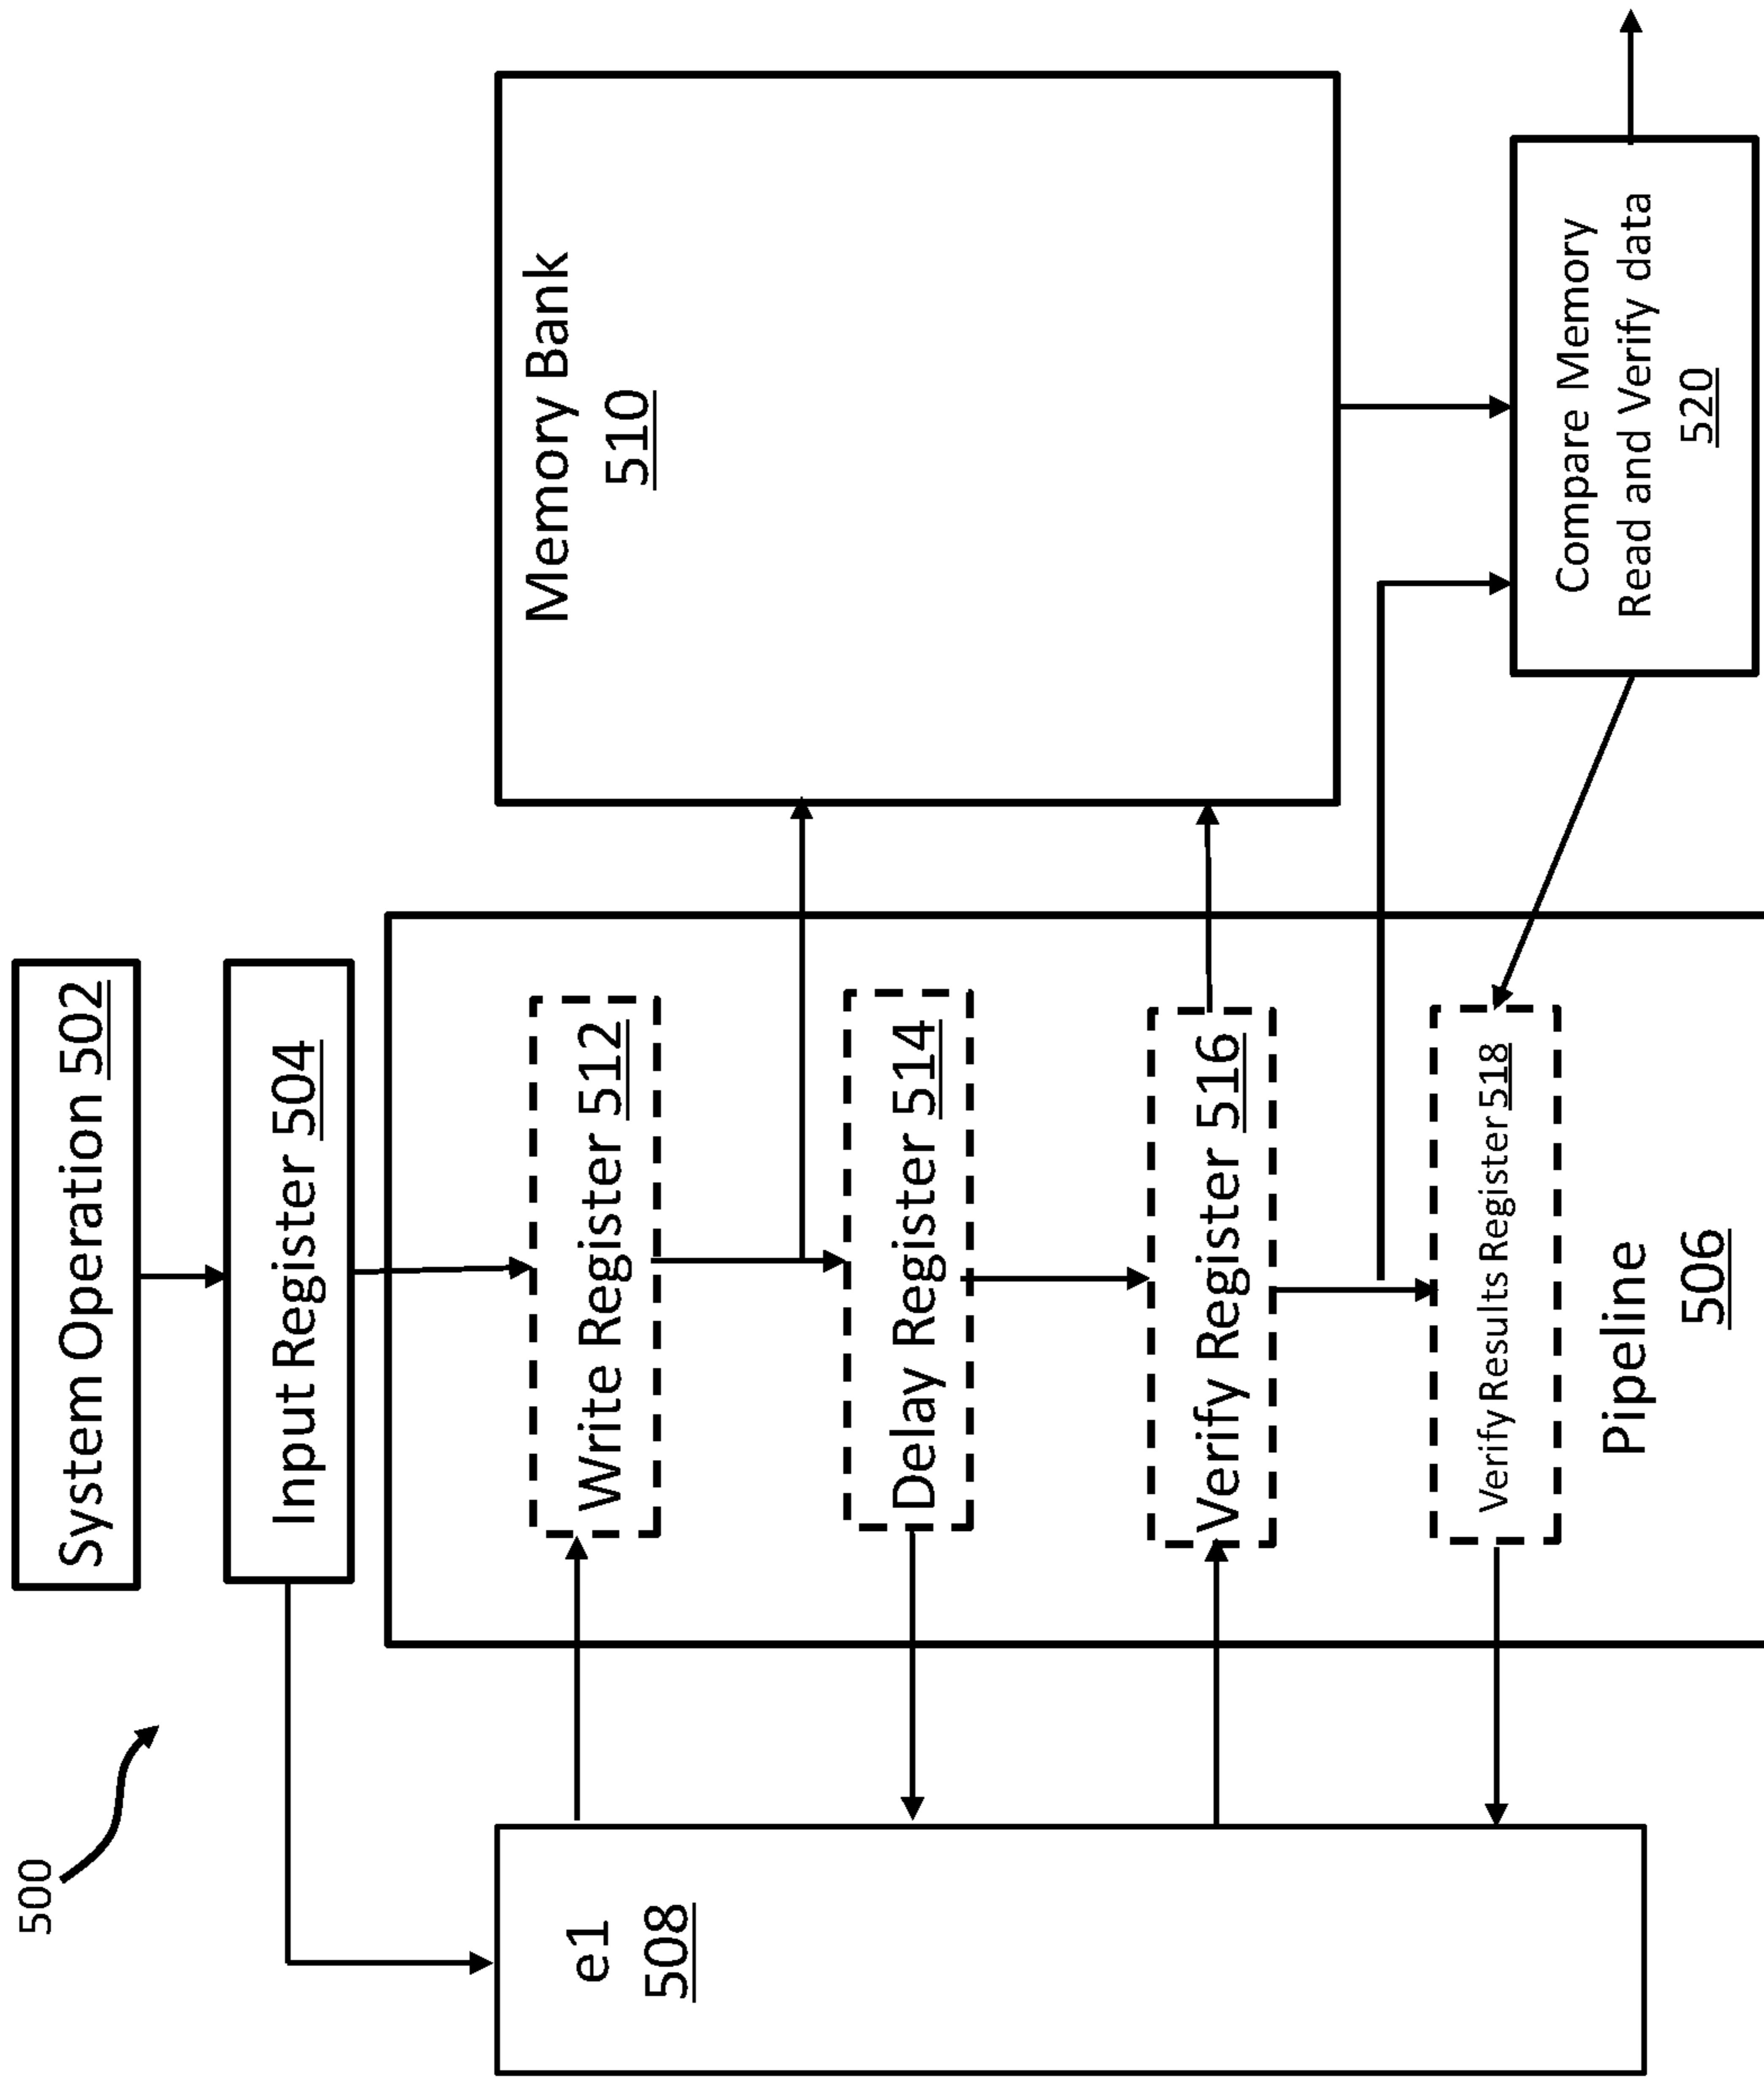 500
System Operation 502
Input Register 504
e1
508
Write Register 512
Delay Register 514
Verify Register 516
Verify Results Register 518
Pipeline
506
Memory Bank
510
Compare Memory
Read and Verify data
520